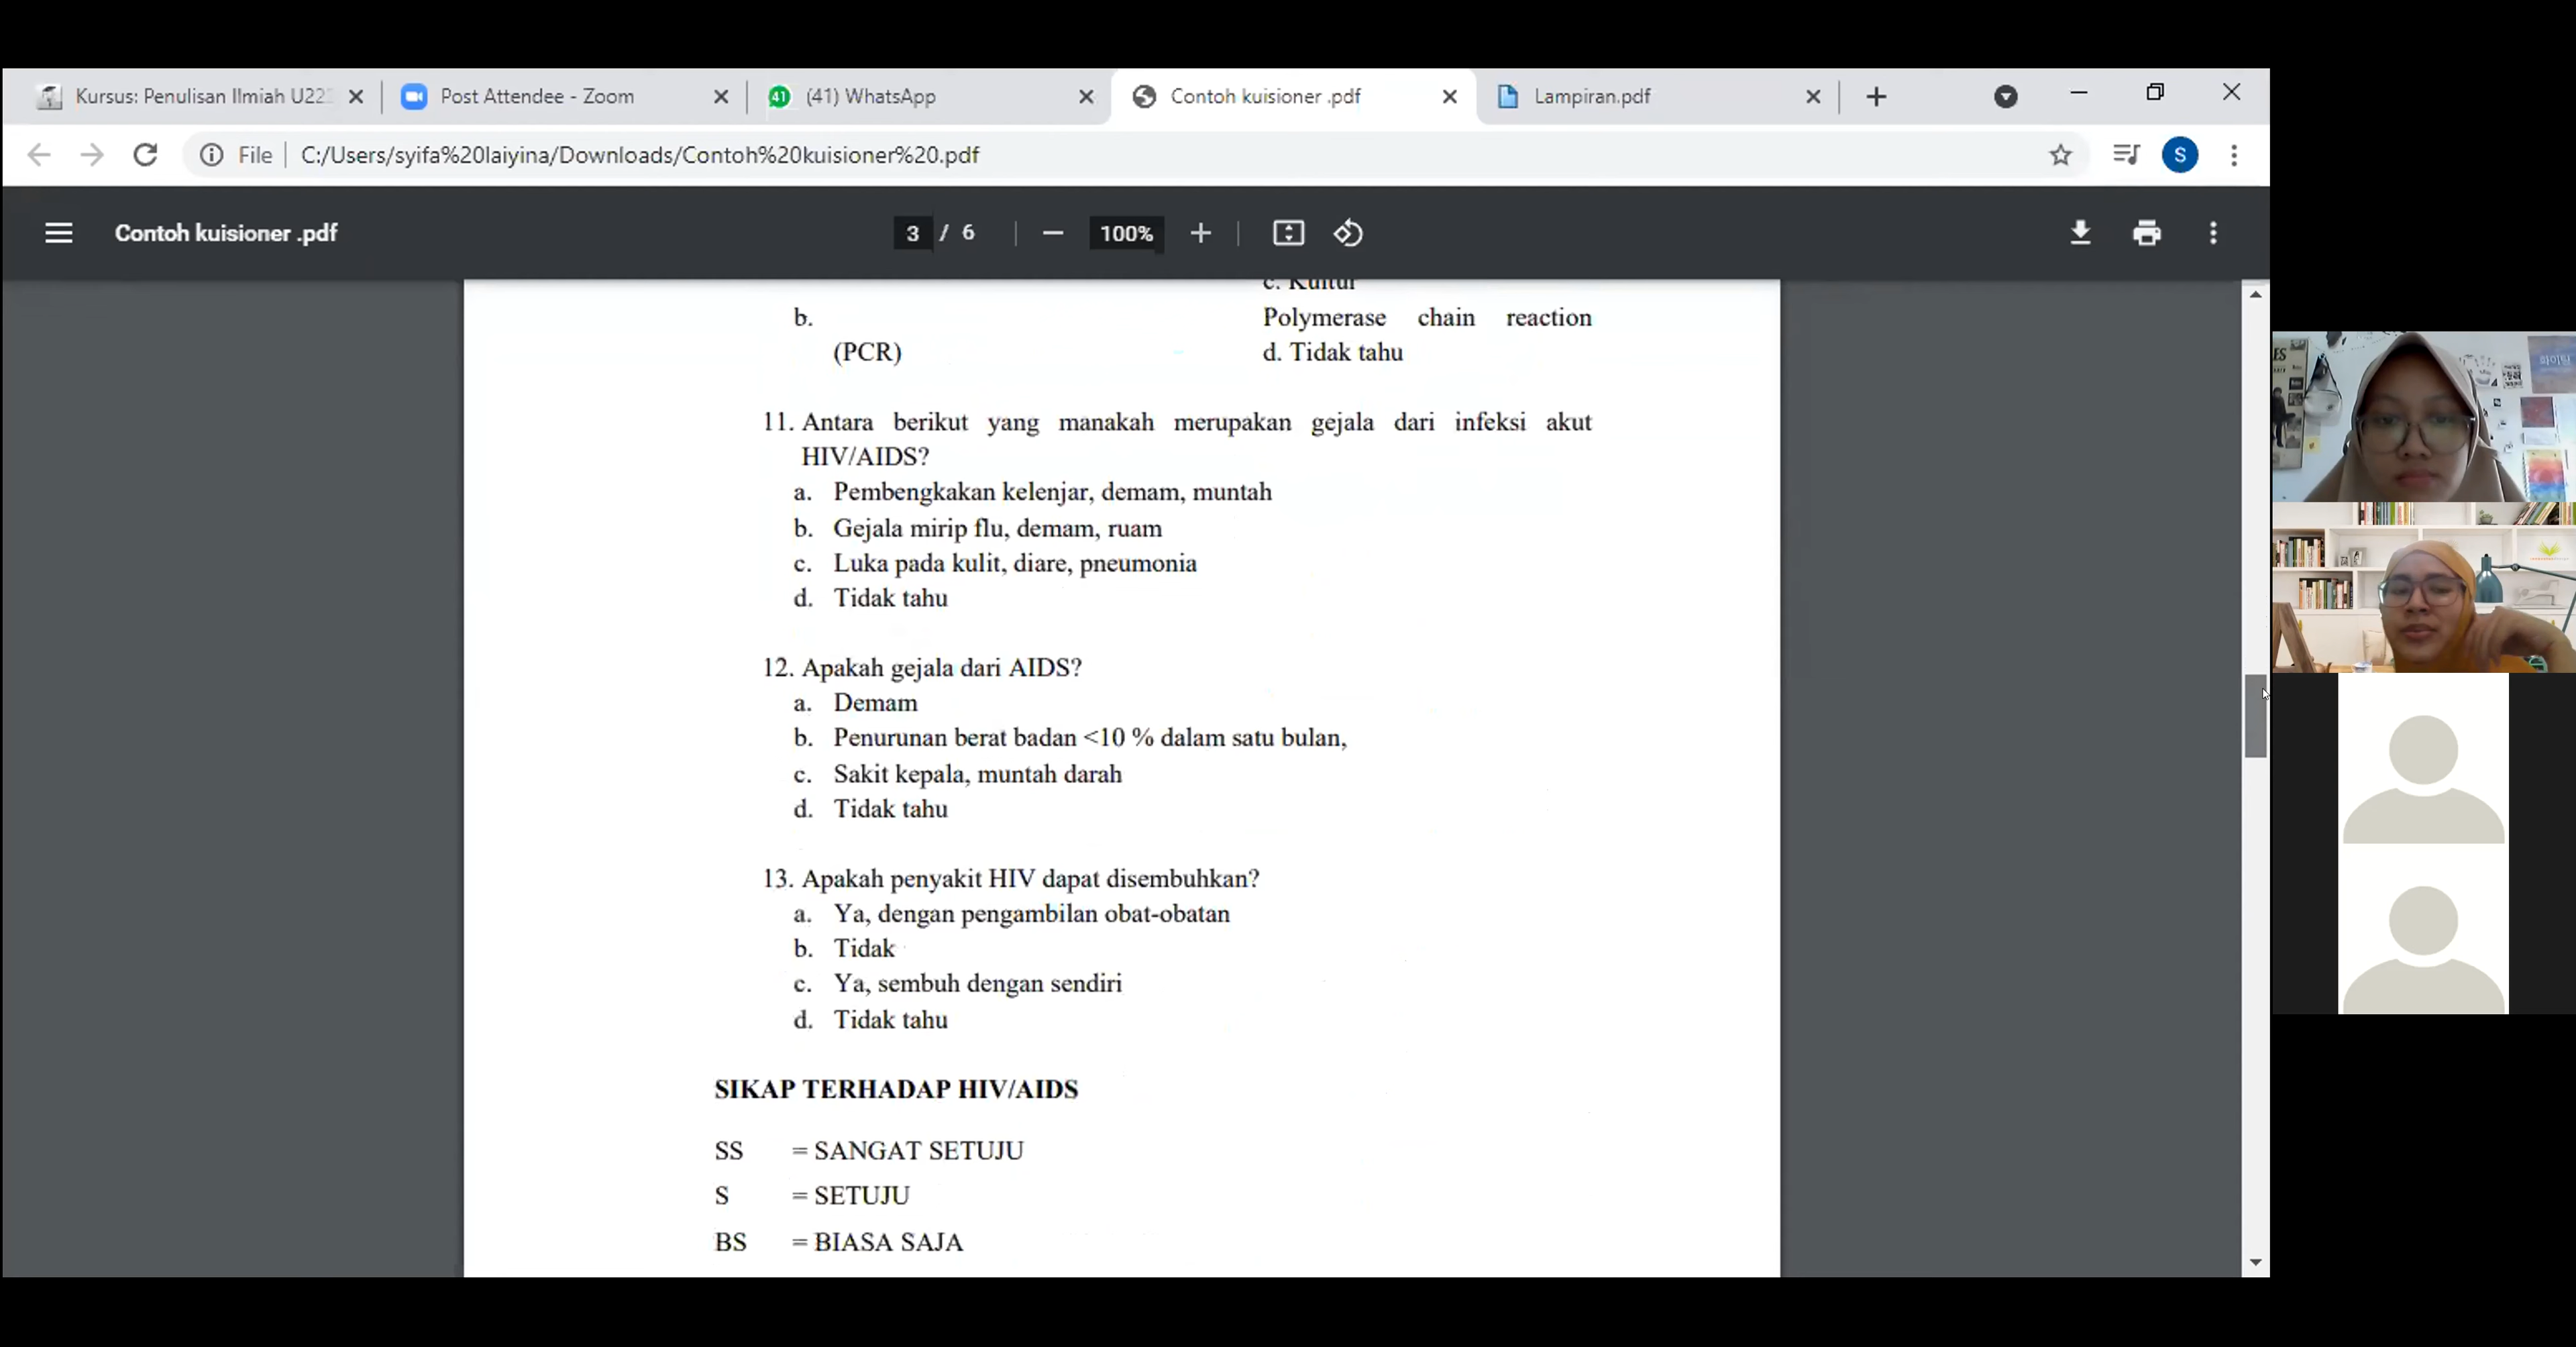 Kursus: Penulisan Ilmiah U22
Post Attendee - Zoom
41
(41) WhatsApp
Contoh kuisioner .pdf
Lampiran.pdf
File
C:/Users/syifa%20laiyina/Downloads/Contoh%20kuisioner%20.pdf
S
Contoh kuisioner .pdf
3 / 6
100%
c. Kultur
b. Polymerase chain reaction
(PCR) d. Tidak tahu
11. Antara berikut yang manakah merupakan gejala dari infeksi akut
HIV/AIDS?
a. Pembengkakan kelenjar, demam, muntah
b. Gejala mirip flu, demam, ruam
c. Luka pada kulit, diare, pneumonia
d. Tidak tahu
12. Apakah gejala dari AIDS?
a. Demam
b. Penurunan berat badan <10 % dalam satu bulan,
c. Sakit kepala, muntah darah
d. Tidak tahu
13. Apakah penyakit HIV dapat disembuhkan?
a. Ya, dengan pengambilan obat-obatan
b. Tidak
c. Ya, sembuh dengan sendiri
d. Tidak tahu
SIKAP TERHADAP HIV/AIDS
SS = SANGAT SETUJU
S = SETUJU
BS = BIASA SAJA